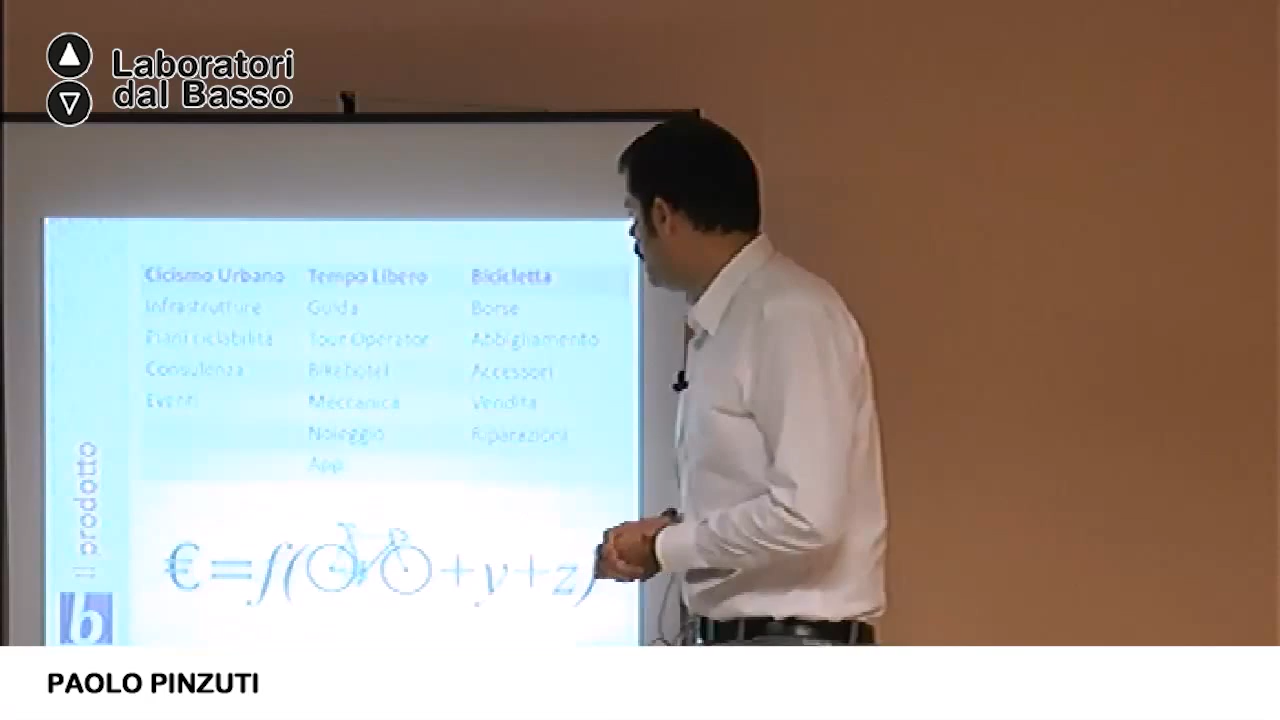 Laboratori
dal Basso
Ciclsmo Urbano Tempo Libero Bicicletta
Infrastrutture Guida Borse
Piani ciclabilità Tour Operator Abbigliamento
Consulenza Bikehotel Accessori
Eventi Meccanica Vendita
Noleggio Riparazioni
App
il prodotto
€=f( +y+z)
b
PAOLO PINZUTI